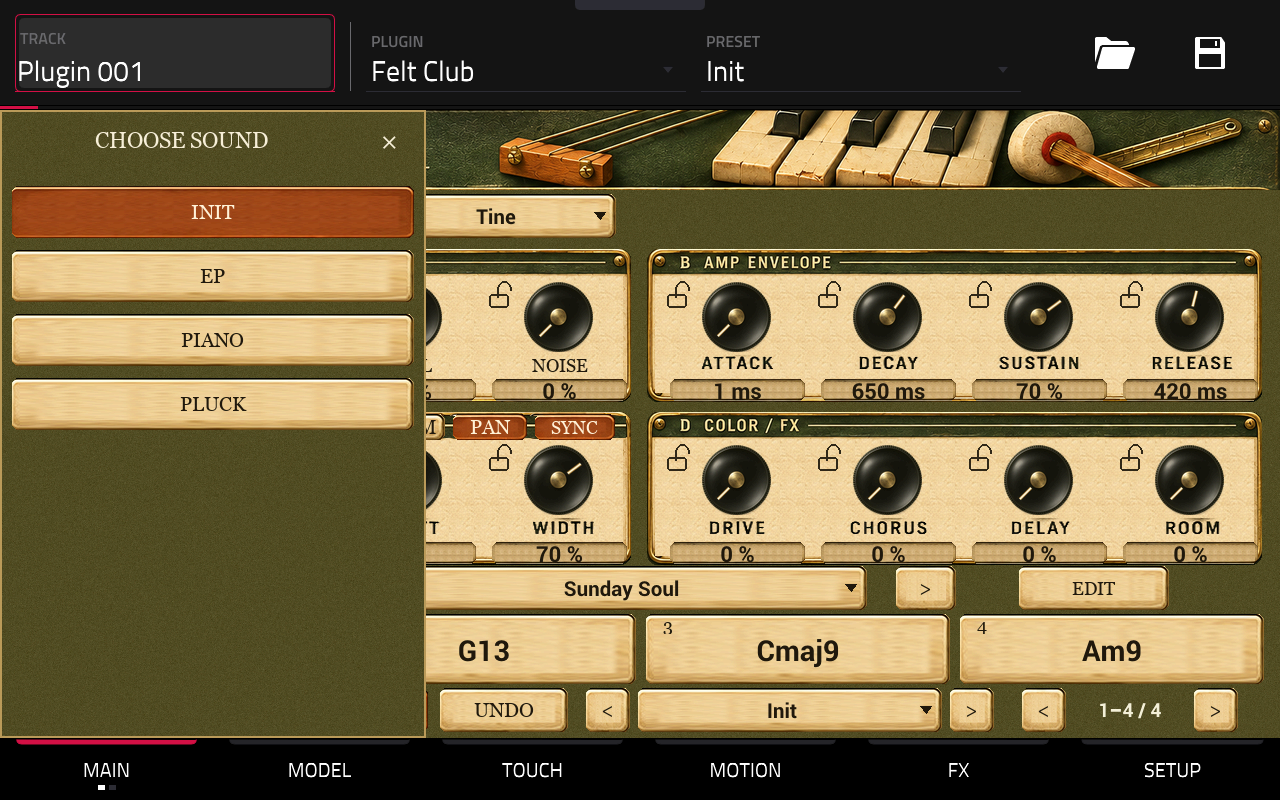 TRACK
Plugin 001
PLUGIN
Felt Club
PRESET
Init
CHOOSE SOUND
×
INIT
EP
PIANO
PLUCK
Tine
B AMP ENVELOPE
NOISE
ATTACK
DECAY
SUSTAIN
RELEASE
0 %
1 ms
650 ms
70 %
420 ms
PAN
SYNC
D COLOR / FX
WIDTH
DRIVE
CHORUS
DELAY
ROOM
70 %
0 %
0 %
0 %
0 %
Sunday Soul
>
EDIT
G13
3
Cmaj9
4
Am9
UNDO
<
Init
>
<
1–4 / 4
>
MAIN
MODEL
TOUCH
MOTION
FX
SETUP